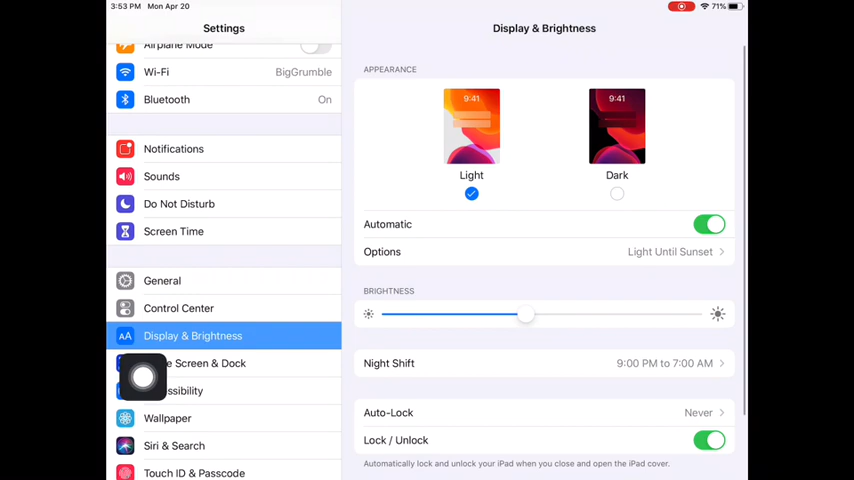 3:53 PM Mon Apr 20
71%
Settings
Airplane Mode
Wi-Fi BigGrumble
Bluetooth On
Notifications
Sounds
Do Not Disturb
Screen Time
General
Control Center
AA Display & Brightness
e Screen & Dock
ssibility
Wallpaper
Siri & Search
Touch ID & Passcode
Display & Brightness
APPEARANCE
9:41 9:41
Light Dark
Automatic
Options Light Until Sunset
BRIGHTNESS
Night Shift 9:00 PM to 7:00 AM
Auto-Lock Never
Lock / Unlock
Automatically lock and unlock your iPad when you close and open the iPad cover.